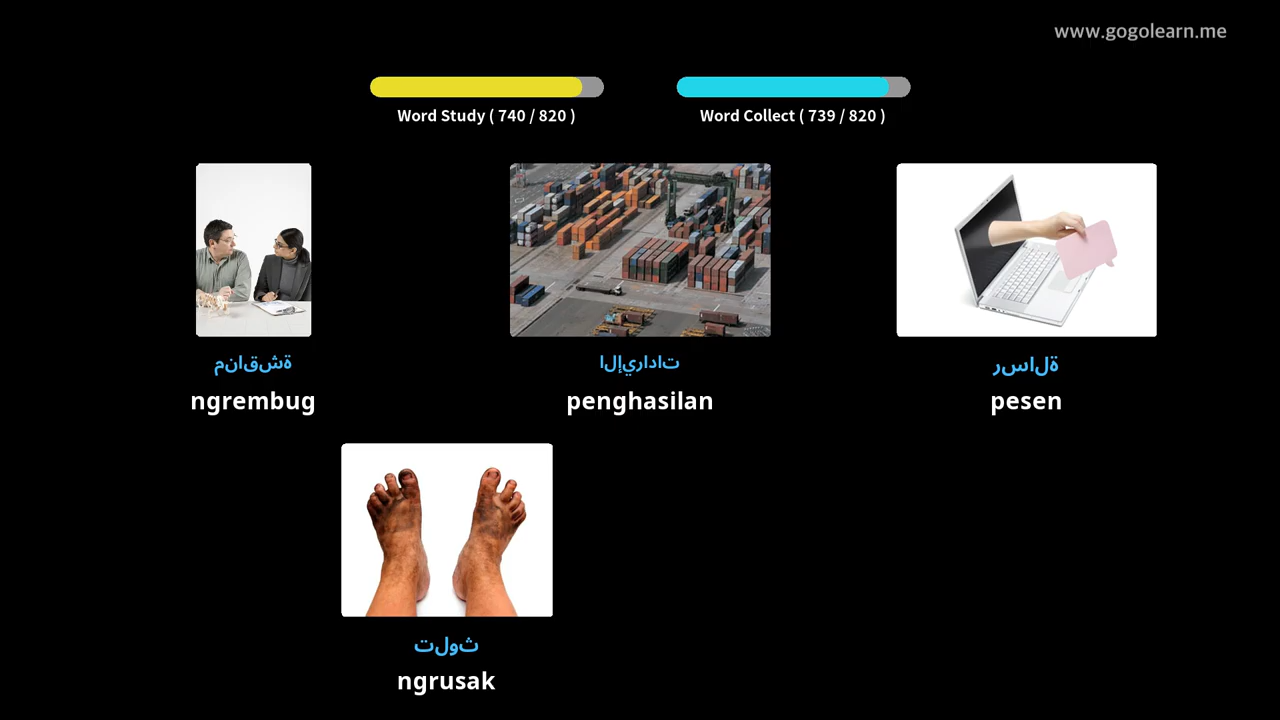 www.gogolearn.me
Word Study ( 740 / 820 )
Word Collect ( 739 / 820 )
مناقشة
ngrembug
الإيرادات
penghasilan
رسالة
pesen
تلوث
ngrusak